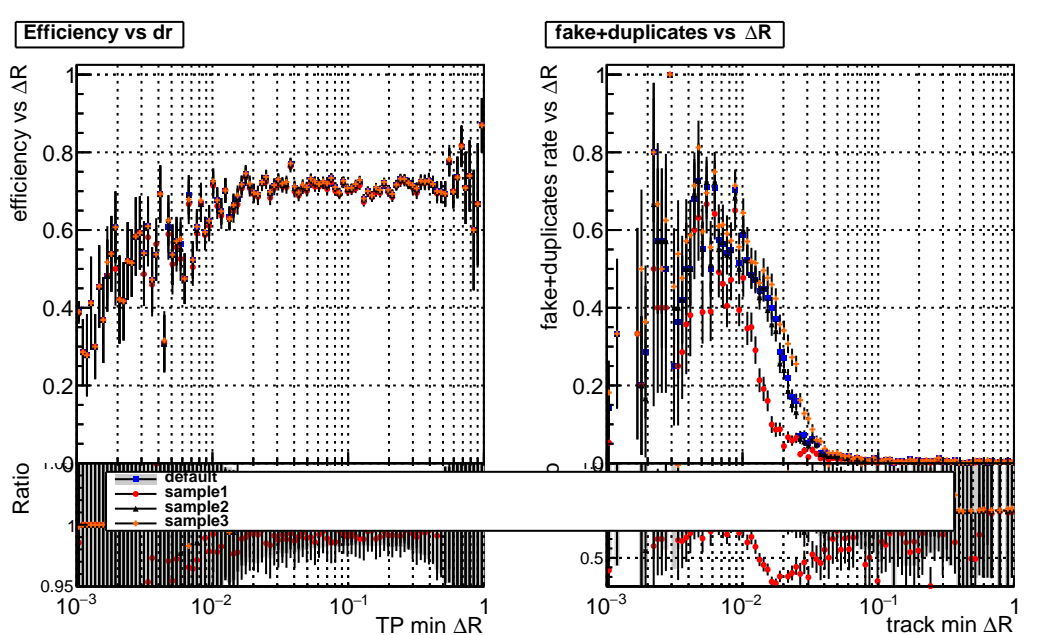 Efficiency vs dr
fake+duplicates vs ΔR
efficiency vs ΔR
1
0.8
0.6
0.4
0.2
0
fake+duplicates rate vs ΔR
1
0.8
0.6
0.4
0.2
0
Ratio
1
0.95
0.5
default
sample1
sample2
sample3
10⁻³
10⁻²
10⁻¹
1
TP min ΔR
10⁻³
10⁻²
10⁻¹
1
track min ΔR